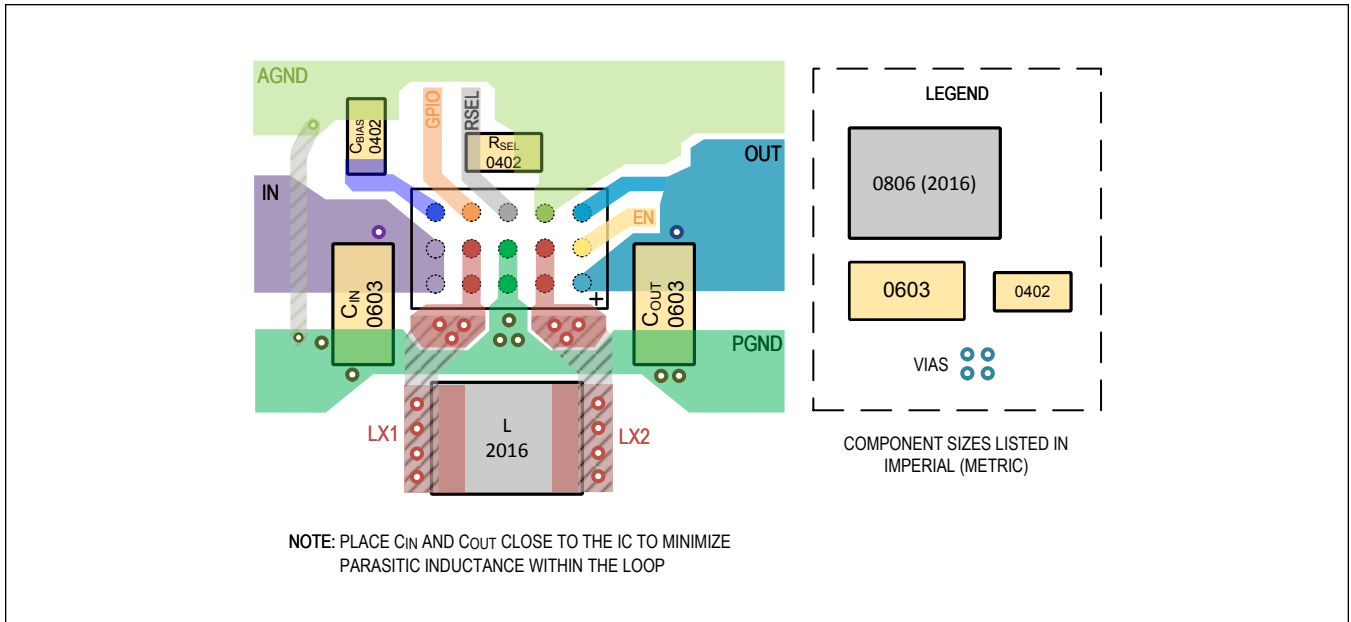 AGND
CBIAS
0402
GPIO
RSEL
RSEL
0402
OUT
IN
EN
CIN
0603
+
COUT
0603
PGND
LX1
L
2016
LX2
NOTE: PLACE CIN AND COUT CLOSE TO THE IC TO MINIMIZE
PARASITIC INDUCTANCE WITHIN THE LOOP
LEGEND
0806 (2016)
0603
0402
VIAS
COMPONENT SIZES LISTED IN
IMPERIAL (METRIC)